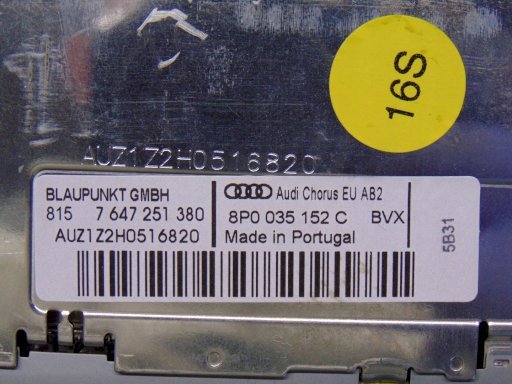 16S
AUZ1Z2H0516820
BLAUPUNKT GMBH
815 7 647 251 380
AUZ1Z2H0516820
Audi Chorus EU AB2
8P0 035 152 C BVX
Made in Portugal
5B31